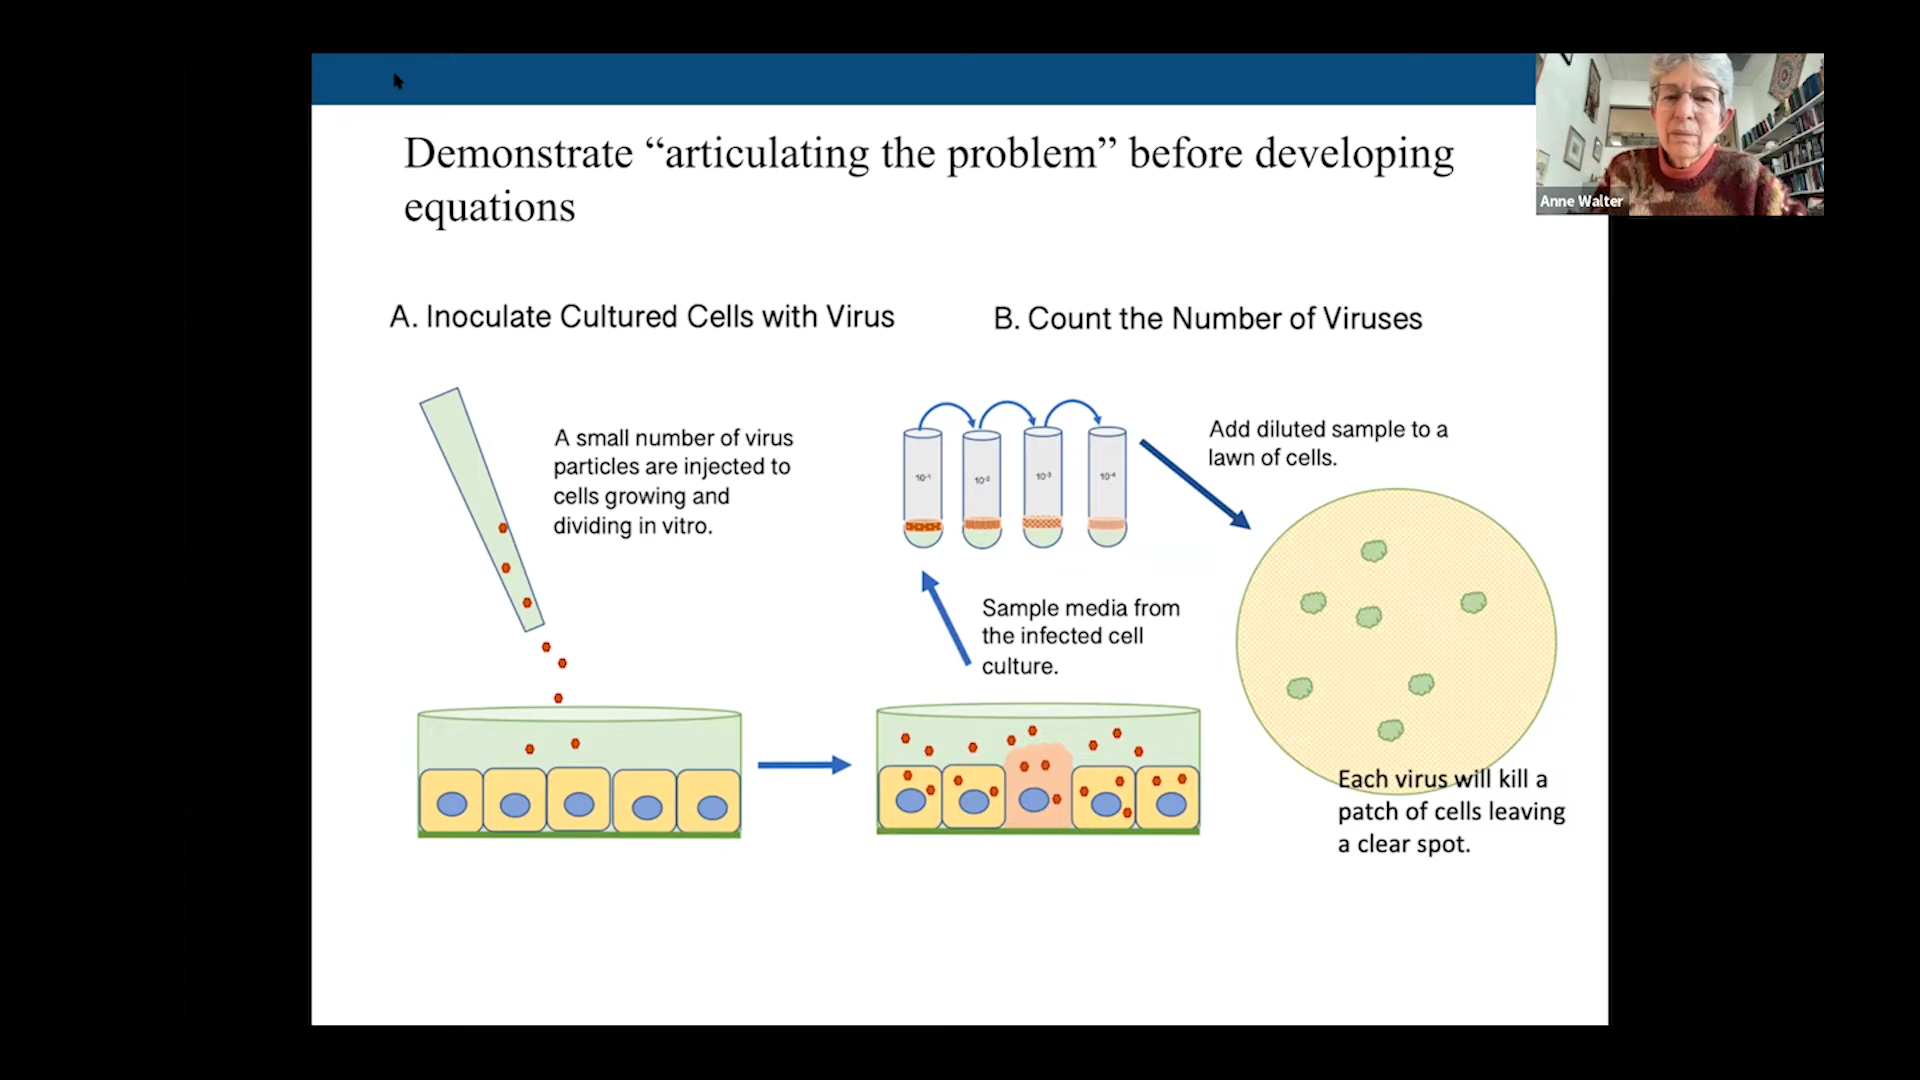 Demonstrate “articulating the problem” before developing
equations
Anne Walter
A. Inoculate Cultured Cells with Virus
B. Count the Number of Viruses
A small number of virus
particles are injected to
cells growing and
dividing in vitro.
10-1
10-2
10-3
10-4
Add diluted sample to a
lawn of cells.
Sample media from
the infected cell
culture.
Each virus will kill a
patch of cells leaving
a clear spot.